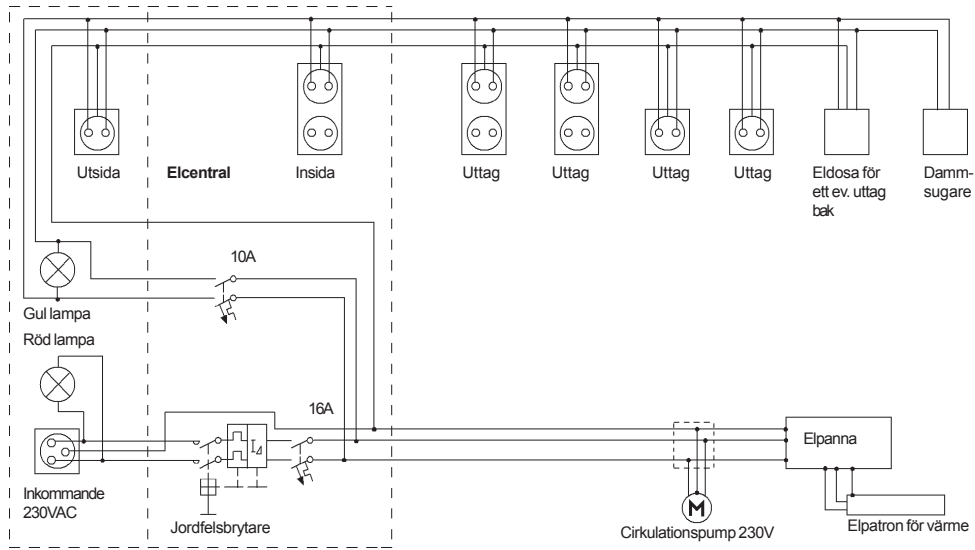 Utsida
Elcentral
Insida
Uttag
Uttag
Uttag
Uttag
Eldosa för
ett ev. uttag
bak
Damm-
sugare
10A
Gul lampa
Röd lampa
16A
I⊿
Elpanna
Inkommande
230VAC
Jordfelsbrytare
M
Cirkulationspump 230V
Elpatron för värme